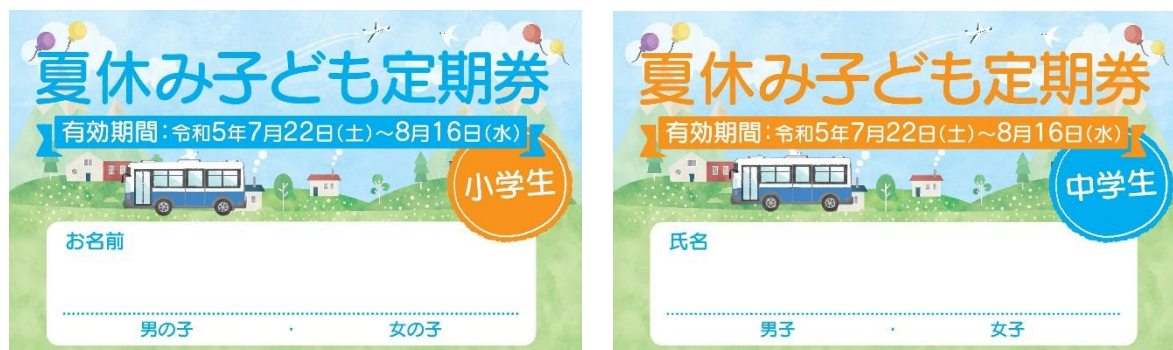 夏休み子ども定期券
有効期間:令和5年7月22日(土)~8月16日(水)
小学生
お名前
男の子 ・ 女の子
夏休み子ども定期券
有効期間:令和5年7月22日(土)~8月16日(水)
中学生
氏名
男子 ・ 女子